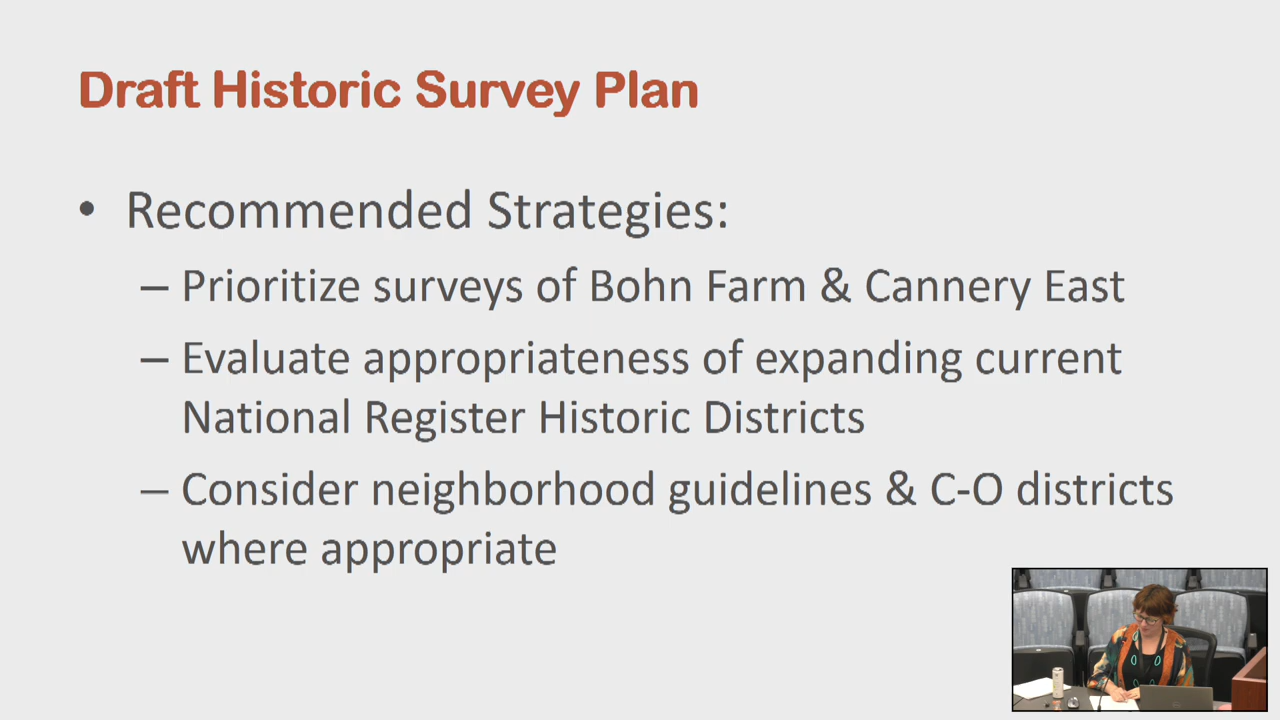 Draft Historic Survey Plan
• Recommended Strategies:
– Prioritize surveys of Bohn Farm & Cannery East
– Evaluate appropriateness of expanding current
National Register Historic Districts
– Consider neighborhood guidelines & C-O districts
where appropriate